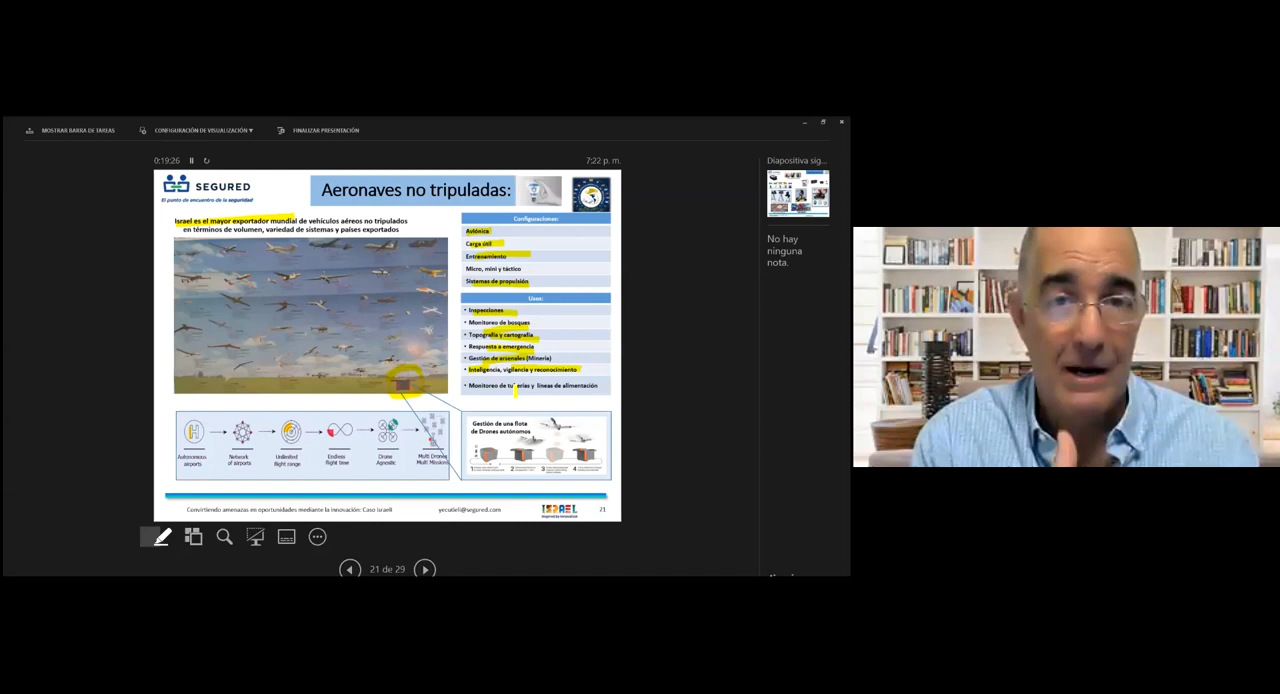 MOSTRAR BARRA DE TAREAS
CONFIGURACIÓN DE VISUALIZACIÓN ▾
FINALIZAR PRESENTACIÓN
0:19:26
7:22 p. m.
Diapositiva sig...
No hay
ninguna
nota.
SEGURED
El punto de encuentro de la seguridad
Aeronaves no tripuladas:
Israel es el mayor exportador mundial de vehículos aéreos no tripulados
en términos de volumen, variedad de sistemas y países exportados
Configuraciones:
Aviónica
Carga útil
Entrenamiento
Micro, mini y táctico
Sistemas de propulsión
Usos:
• Inspecciones
• Monitoreo de bosques
• Topografía y cartografía
• Respuesta a emergencia
• Gestión de arsenales (Minería)
• Inteligencia, vigilancia y reconocimiento
• Monitoreo de tuberías y líneas de alimentación
Autonomous
airports
Network
of airports
Unlimited
flight range
Endless
flight time
Drone
Agnostic
Multi Drones
Multi Missions
Gestión de una flota
de Drones autónomos
1
2
3
4
Convirtiendo amenazas en oportunidades mediante la innovación: Caso Israelí
yecutieli@segured.com
ISRAEL
21
21 de 29